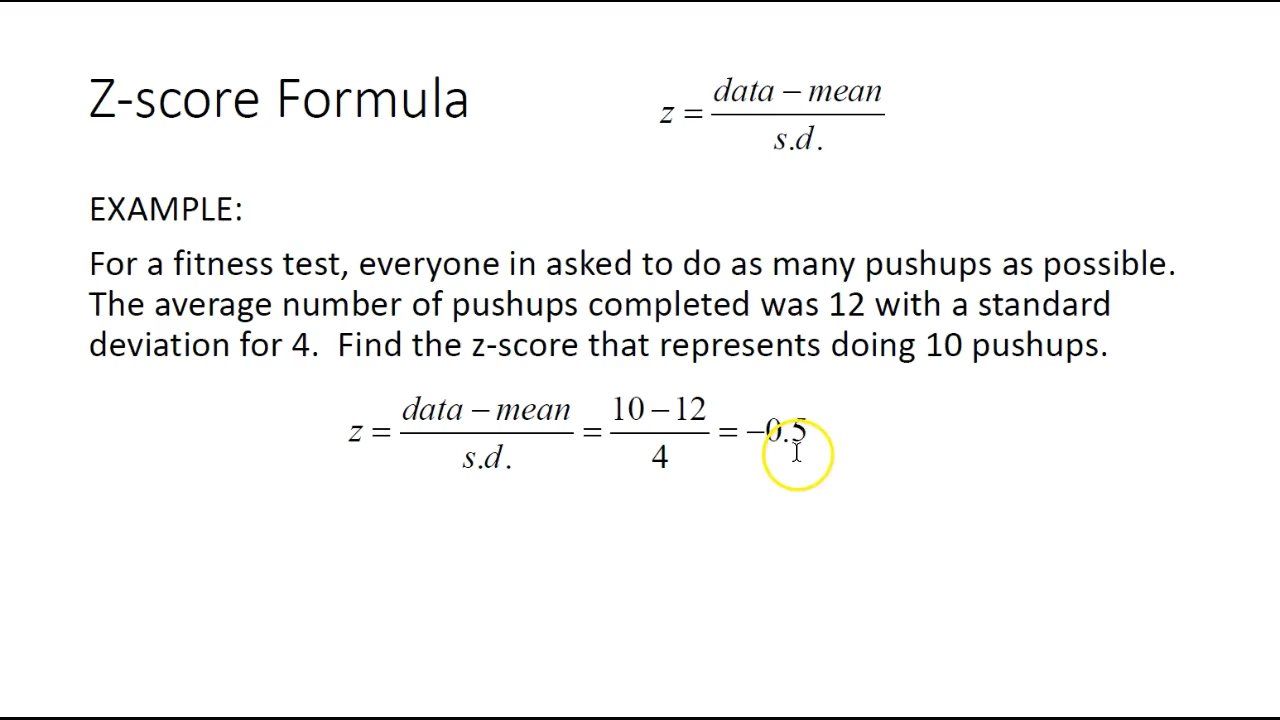 Z-score Formula
z = data − mean / s.d.
EXAMPLE:
For a fitness test, everyone in asked to do as many pushups as possible.
The average number of pushups completed was 12 with a standard
deviation for 4.  Find the z-score that represents doing 10 pushups.
z = data − mean / s.d. = 10 − 12 / 4 = −0.5